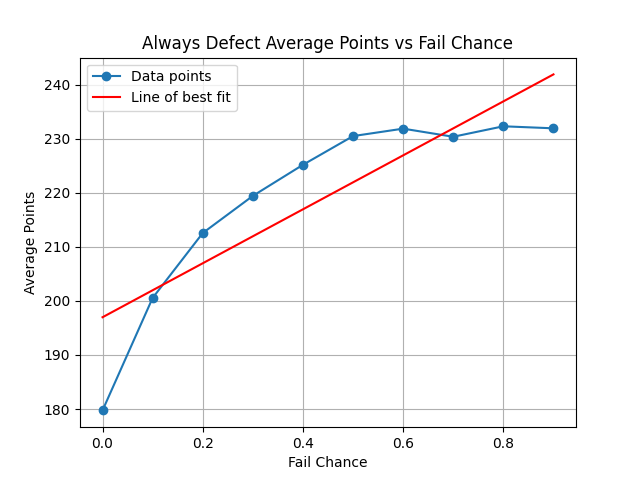 Always Defect Average Points vs Fail Chance
Data points
Line of best fit
240
230
220
210
200
190
180
Average Points
0.0 0.2 0.4 0.6 0.8
Fail Chance